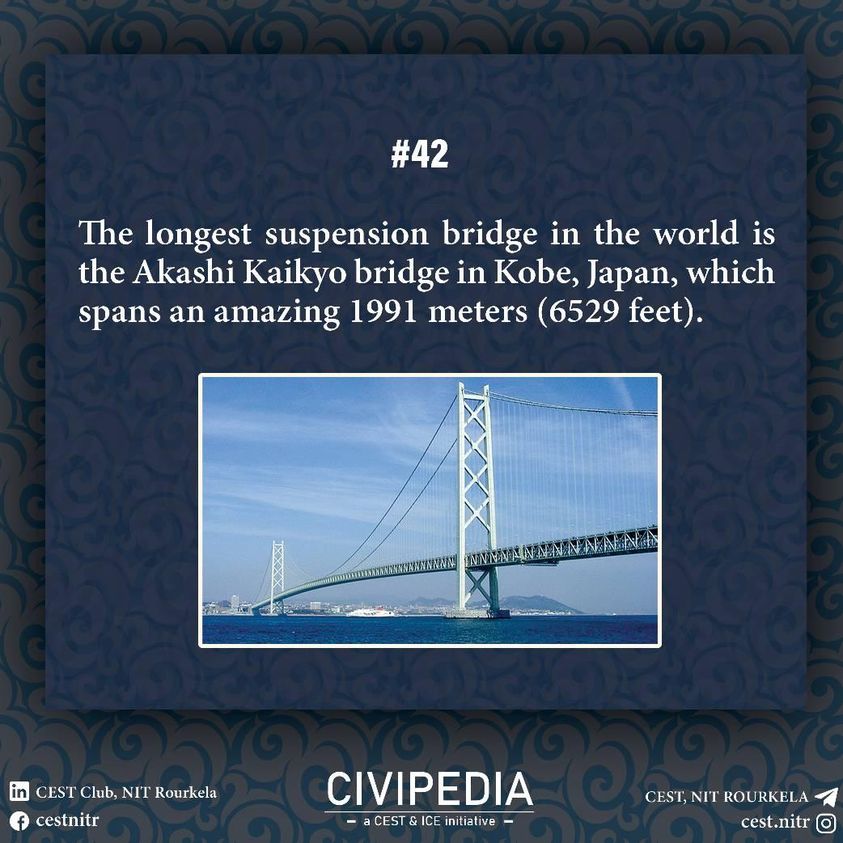 #42
The longest suspension bridge in the world is
the Akashi Kaikyo bridge in Kobe, Japan, which
spans an amazing 1991 meters (6529 feet).
CEST Club, NIT Rourkela
cestnitr
CIVIPEDIA
a CEST & ICE initiative
CEST, NIT ROURKELA
cest.nitr